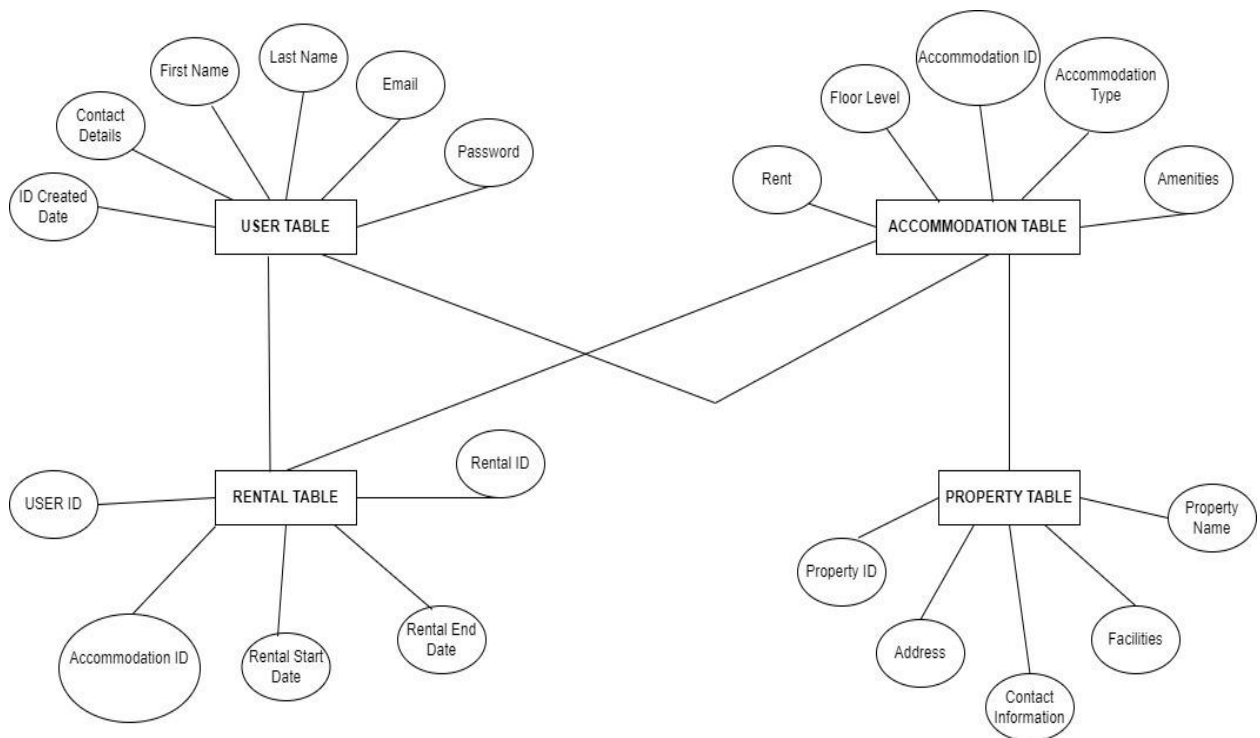 First Name
Last Name
Email
Contact
Details
Password
ID Created
Date
USER TABLE
Accommodation ID
Accommodation
Type
Floor Level
Rent
Amenities
ACCOMMODATION TABLE
Rental ID
USER ID
RENTAL TABLE
Accommodation ID
Rental Start
Date
Rental End
Date
PROPERTY TABLE
Property
Name
Property ID
Address
Contact
Information
Facilities